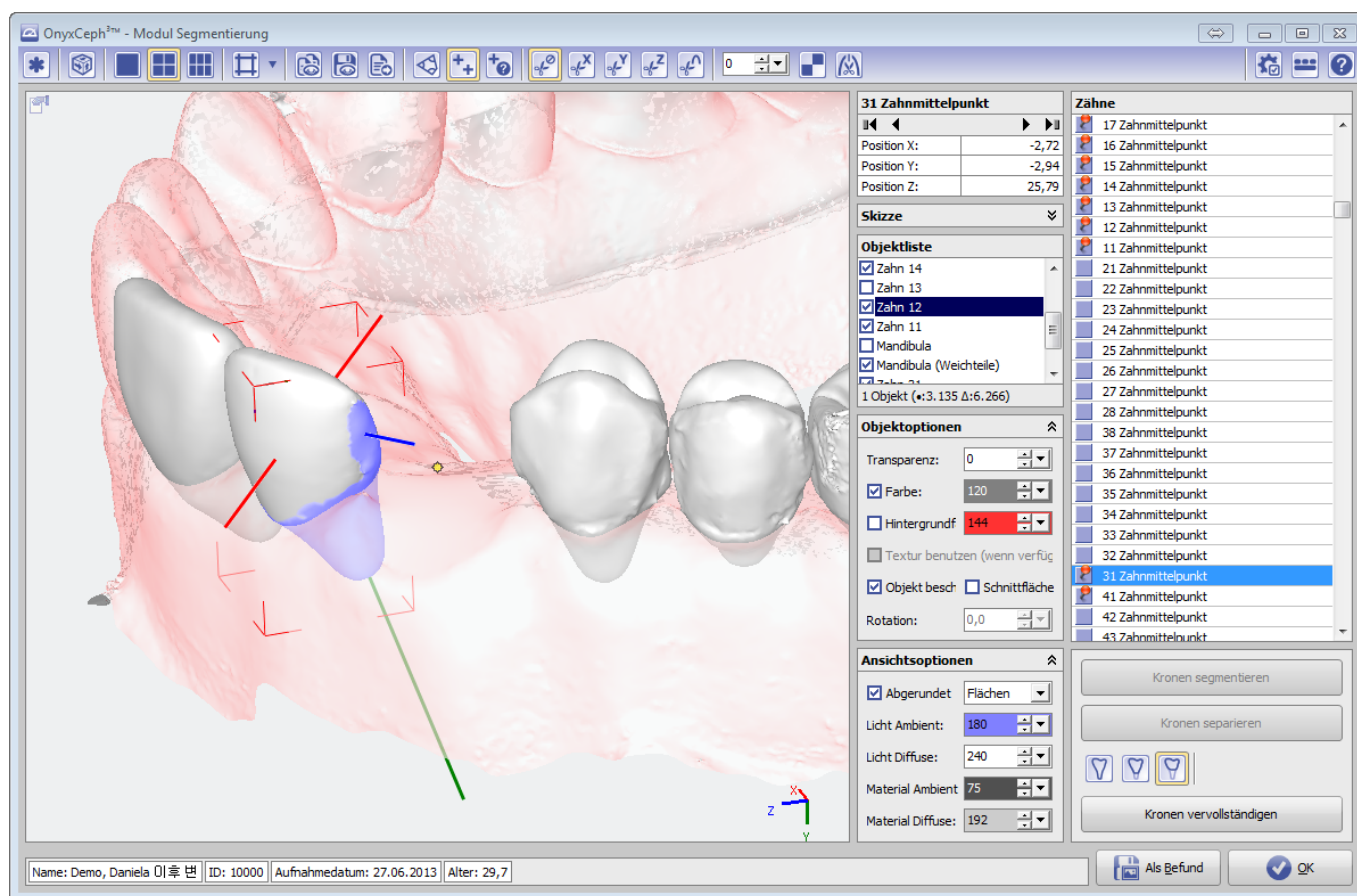 OnyxCeph³™ - Modul Segmentierung
0
31 Zahnmittelpunkt
Position X: -2,72
Position Y: -2,94
Position Z: 25,79
Skizze
Objektliste
Zahn 14
Zahn 13
Zahn 12
Zahn 11
Mandibula
Mandibula (Weichteile)
Zahn 31
1 Objekt (•:3.135 Δ:6.266)
Objektoptionen
Transparenz: 0
Farbe: 120
Hintergrundf 144
Textur benutzen (wenn verfüg
Objekt besch Schnittfläche
Rotation: 0,0
Ansichtsoptionen
Abgerundet Flächen
Licht Ambient: 180
Licht Diffuse: 240
Material Ambient 75
Material Diffuse: 192
Zähne
17 Zahnmittelpunkt
16 Zahnmittelpunkt
15 Zahnmittelpunkt
14 Zahnmittelpunkt
13 Zahnmittelpunkt
12 Zahnmittelpunkt
11 Zahnmittelpunkt
21 Zahnmittelpunkt
22 Zahnmittelpunkt
23 Zahnmittelpunkt
24 Zahnmittelpunkt
25 Zahnmittelpunkt
26 Zahnmittelpunkt
27 Zahnmittelpunkt
28 Zahnmittelpunkt
38 Zahnmittelpunkt
37 Zahnmittelpunkt
36 Zahnmittelpunkt
35 Zahnmittelpunkt
34 Zahnmittelpunkt
33 Zahnmittelpunkt
32 Zahnmittelpunkt
31 Zahnmittelpunkt
41 Zahnmittelpunkt
42 Zahnmittelpunkt
43 Zahnmittelpunkt
Kronen segmentieren
Kronen separieren
Kronen vervollständigen
X
Z
Y
Name: Demo, Daniela 이후 변 ID: 10000 Aufnahmedatum: 27.06.2013 Alter: 29,7
Als Befund
OK